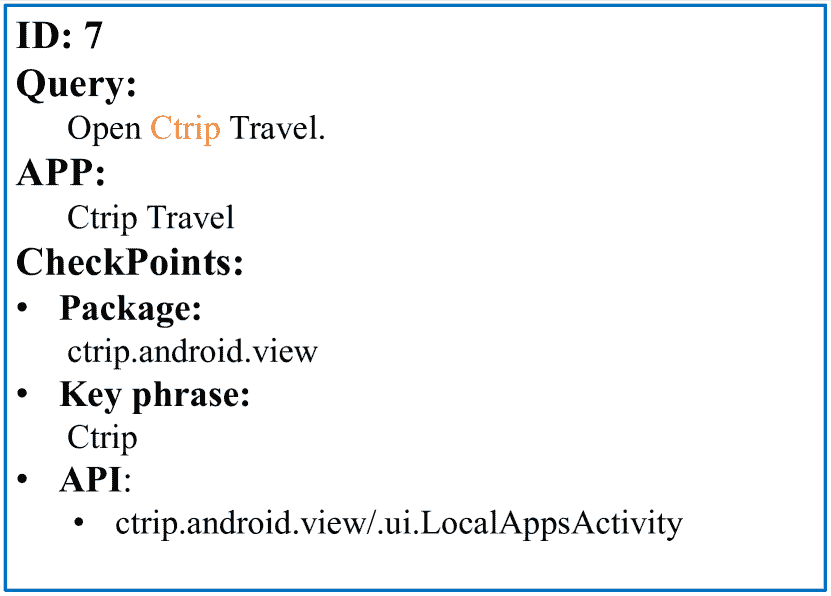 ID: 7
Query:
Open Ctrip Travel.
APP:
Ctrip Travel
CheckPoints:
• Package:
ctrip.android.view
• Key phrase:
Ctrip
• API:
• ctrip.android.view/.ui.LocalAppsActivity